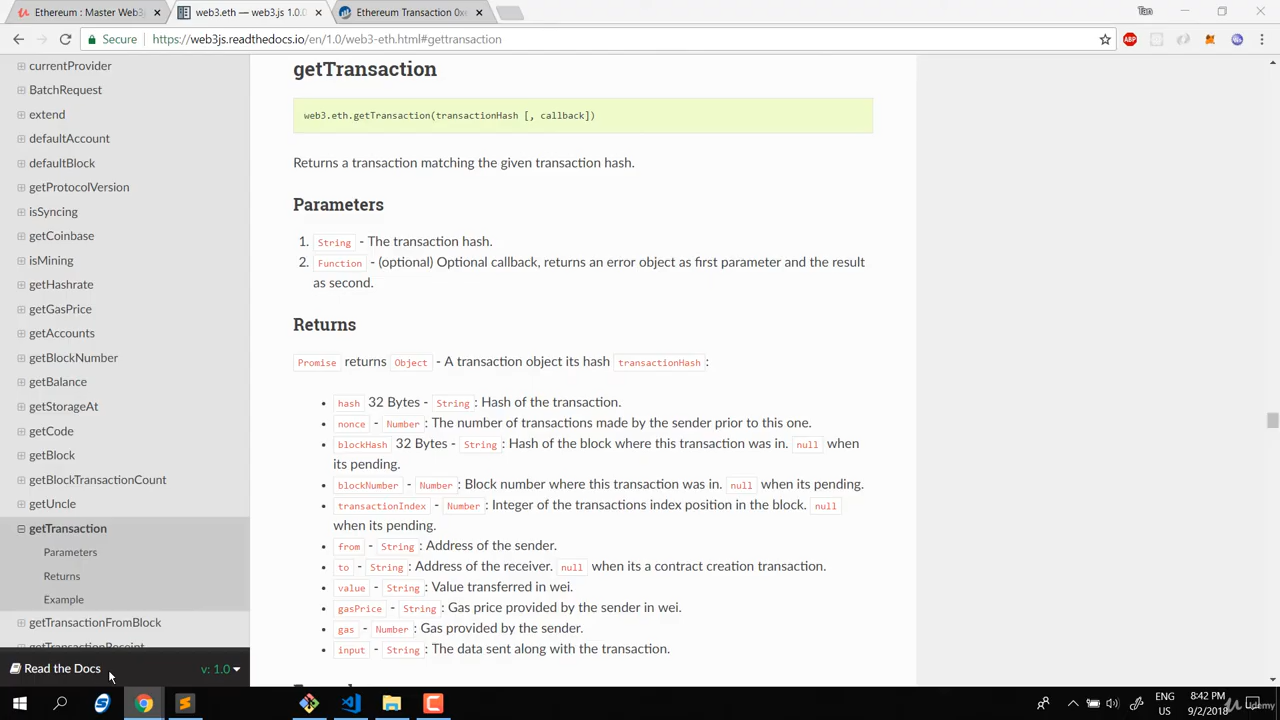 Ethereum : Master Web3
web3.eth — web3.js 1.0.0
Ethereum Transaction 0x
Secure
https://web3js.readthedocs.io/en/1.0/web3-eth.html#gettransaction
ABP
currentProvider
BatchRequest
extend
defaultAccount
defaultBlock
getProtocolVersion
isSyncing
getCoinbase
isMining
getHashrate
getGasPrice
getAccounts
getBlockNumber
getBalance
getStorageAt
getCode
getBlock
getBlockTransactionCount
getUncle
getTransaction
Parameters
Returns
Example
getTransactionFromBlock
getTransactionReceipt
Read the Docs
v: 1.0
getTransaction
web3.eth.getTransaction(transactionHash [, callback])
Returns a transaction matching the given transaction hash.
Parameters
1. String - The transaction hash.
2. Function - (optional) Optional callback, returns an error object as first parameter and the result
as second.
Returns
Promise returns Object - A transaction object its hash transactionHash:
• hash 32 Bytes - String: Hash of the transaction.
• nonce - Number: The number of transactions made by the sender prior to this one.
• blockHash 32 Bytes - String: Hash of the block where this transaction was in. null when
its pending.
• blockNumber - Number: Block number where this transaction was in. null when its pending.
• transactionIndex - Number: Integer of the transactions index position in the block. null
when its pending.
• from - String: Address of the sender.
• to - String: Address of the receiver. null when its a contract creation transaction.
• value - String: Value transferred in wei.
• gasPrice - String: Gas price provided by the sender in wei.
• gas - Number: Gas provided by the sender.
• input - String: The data sent along with the transaction.
ENG
US
8:42 PM
9/2/2018
Udemy